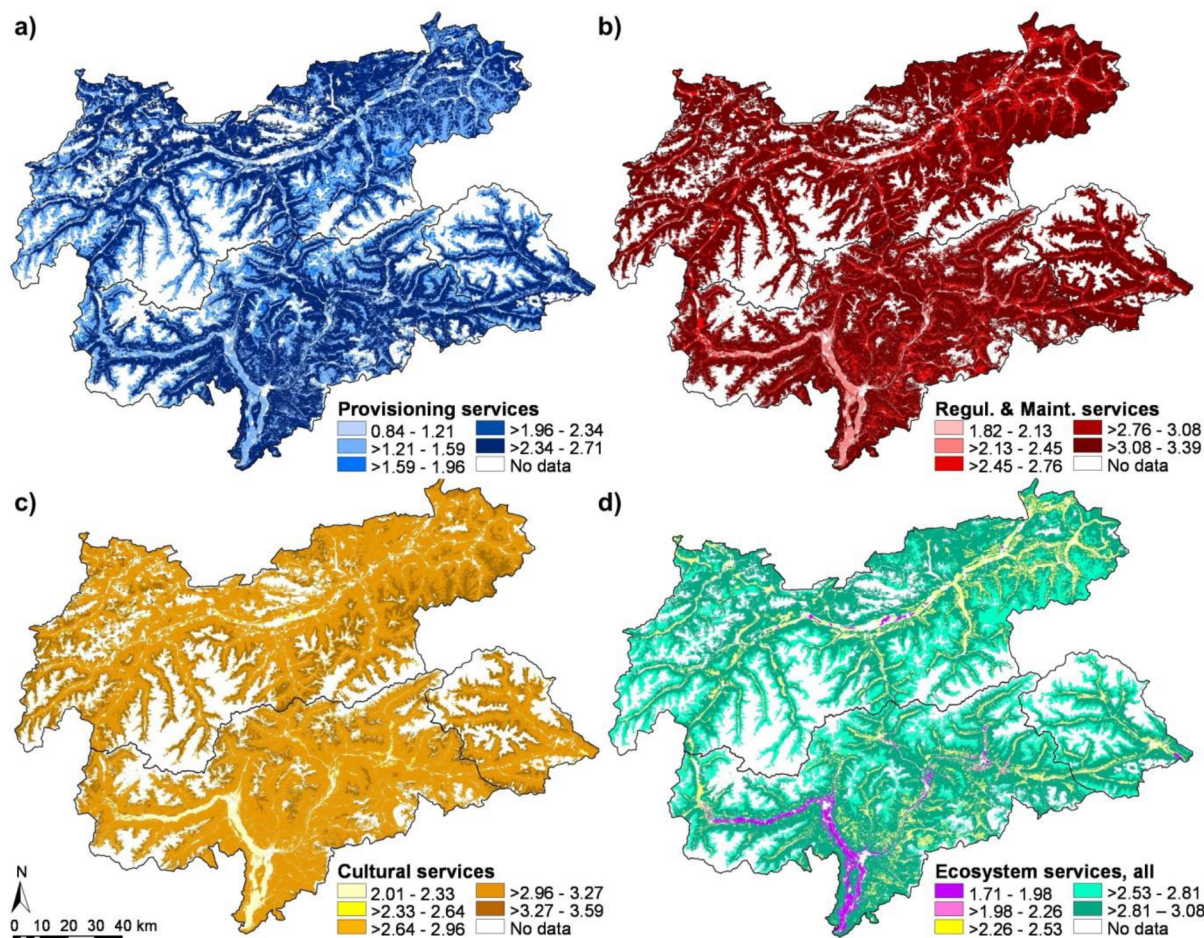 a)
b)
Provisioning services
0.84 - 1.21
>1.96 - 2.34
>1.21 - 1.59
>2.34 - 2.71
>1.59 - 1.96
No data
Regul. & Maint. services
1.82 - 2.13
>2.76 - 3.08
>2.13 - 2.45
>3.08 - 3.39
>2.45 - 2.76
No data
c)
d)
Cultural services
2.01 - 2.33
>2.96 - 3.27
>2.33 - 2.64
>3.27 - 3.59
>2.64 - 2.96
No data
N
0 10 20 30 40 km
Ecosystem services, all
1.71 - 1.98
>2.53 - 2.81
>1.98 - 2.26
>2.81 – 3.08
>2.26 - 2.53
No data